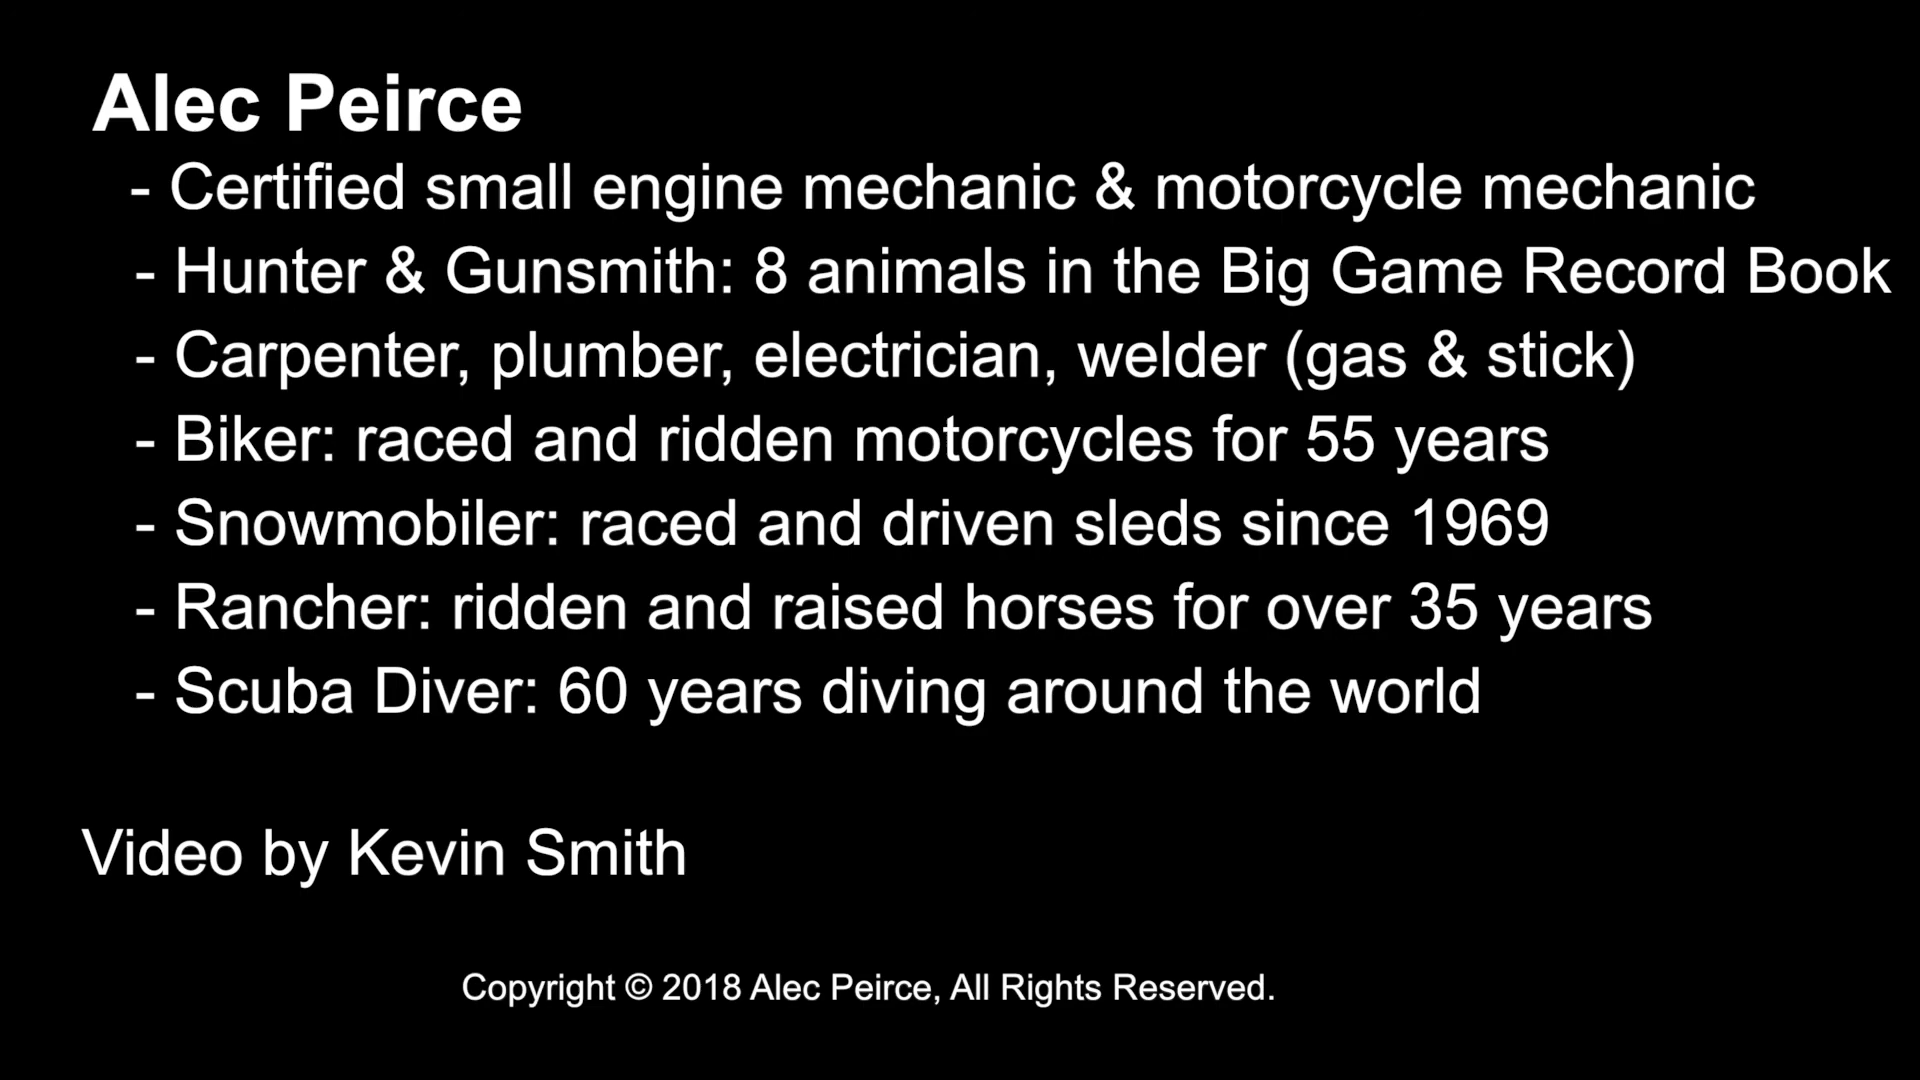 Alec Peirce
- Certified small engine mechanic & motorcycle mechanic
- Hunter & Gunsmith: 8 animals in the Big Game Record Book
- Carpenter, plumber, electrician, welder (gas & stick)
- Biker: raced and ridden motorcycles for 55 years
- Snowmobiler: raced and driven sleds since 1969
- Rancher: ridden and raised horses for over 35 years
- Scuba Diver: 60 years diving around the world
Video by Kevin Smith
Copyright © 2018 Alec Peirce, All Rights Reserved.